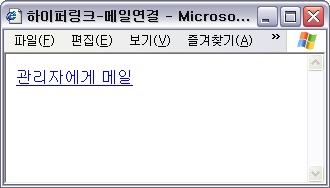 하이퍼링크-메일연결 - Microso...
파일(F) 편집(E) 보기(V) 즐겨찾기(A) »
관리자에게 메일